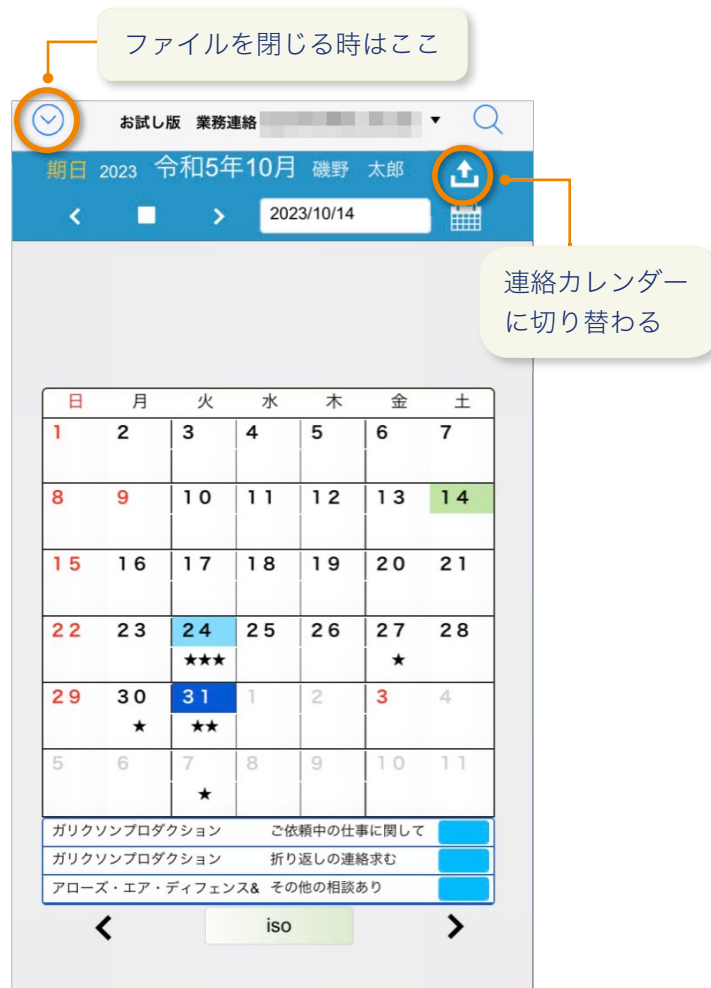 ファイルを閉じる時はここ
お試し版 業務連絡
期日 2023 令和5年10月 磯野 太郎
2023/10/14
連絡カレンダー
に切り替わる
日 月 火 水 木 金 土
1 2 3 4 5 6 7
8 9 10 11 12 13 14
15 16 17 18 19 20 21
22 23 24 25 26 27 28
★★★ ★
29 30 31 1 2 3 4
★ ★★
5 6 7 8 9 10 11
★
ガリクソンプロダクション ご依頼中の仕事に関して
ガリクソンプロダクション 折り返しの連絡求む
アローズ・エア・ディフェンス& その他の相談あり
iso